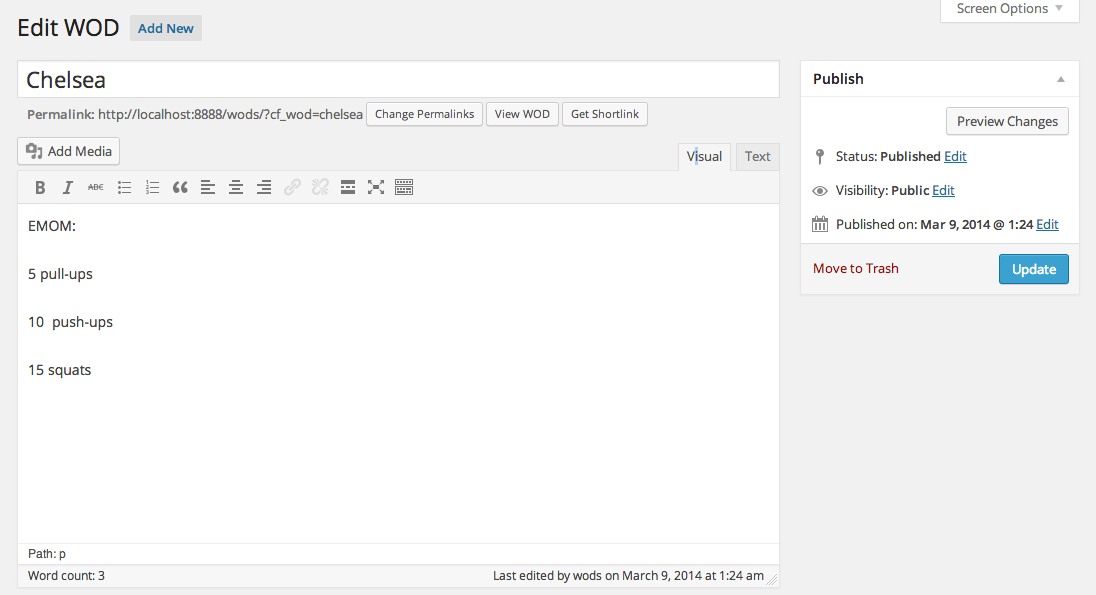 Screen Options
Edit WOD Add New
Chelsea
Permalink: http://localhost:8888/wods/?cf_wod=chelsea Change Permalinks View WOD Get Shortlink
Add Media
Visual Text
B I ABC
EMOM:
5 pull-ups
10  push-ups
15 squats
Path: p
Word count: 3
Last edited by wods on March 9, 2014 at 1:24 am
Publish
Preview Changes
Status: Published Edit
Visibility: Public Edit
Published on: Mar 9, 2014 @ 1:24 Edit
Move to Trash Update